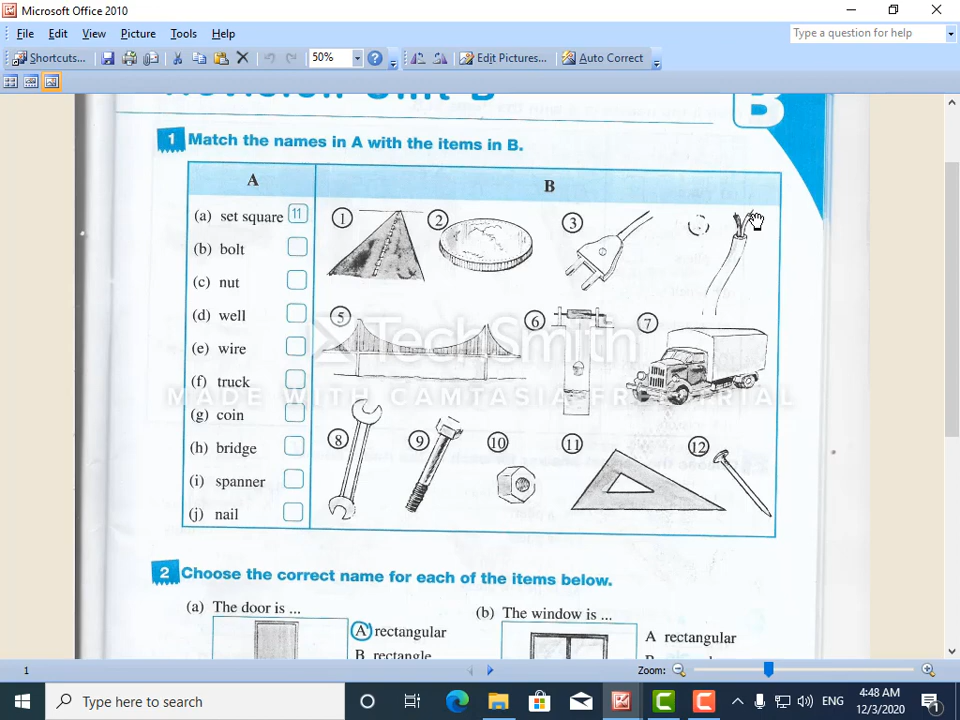 Microsoft Office 2010
File Edit View Picture Tools Help
Type a question for help
Shortcuts... 50% Edit Pictures... Auto Correct
Revision Unit B
B
1 Match the names in A with the items in B.
A B
(a) set square 11
(b) bolt
(c) nut
(d) well
(e) wire
(f) truck
(g) coin
(h) bridge
(i) spanner
(j) nail
1 2 3
5 6 7
8 9 10 11 12
TechSmith
MADE WITH CAMTASIA FREE TRIAL
2 Choose the correct name for each of the items below.
(a) The door is ... (b) The window is ...
A rectangular A rectangular
B rectangle
1 Zoom:
Type here to search
ENG
4:48 AM
12/3/2020
1